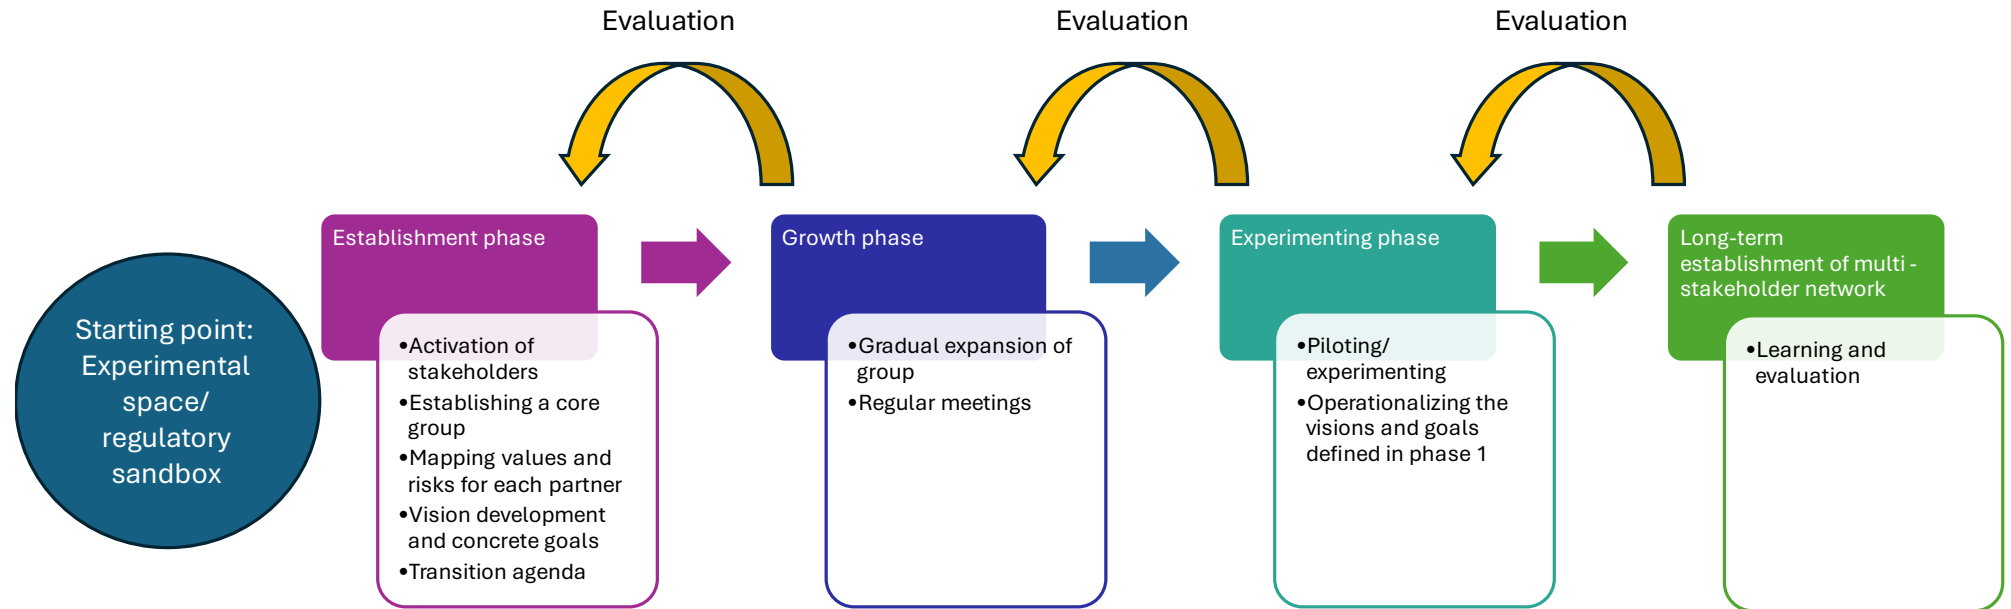 Evaluation
Evaluation
Evaluation
Starting point:
Experimental
space/
regulatory
sandbox
Establishment phase
•Activation of
stakeholders
•Establishing a core
group
•Mapping values and
risks for each partner
•Vision development
and concrete goals
•Transition agenda
Growth phase
•Gradual expansion of
group
•Regular meetings
Experimenting phase
•Piloting/
experimenting
•Operationalizing the
visions and goals
defined in phase 1
Long-term
establishment of multi-
stakeholder network
•Learning and
evaluation